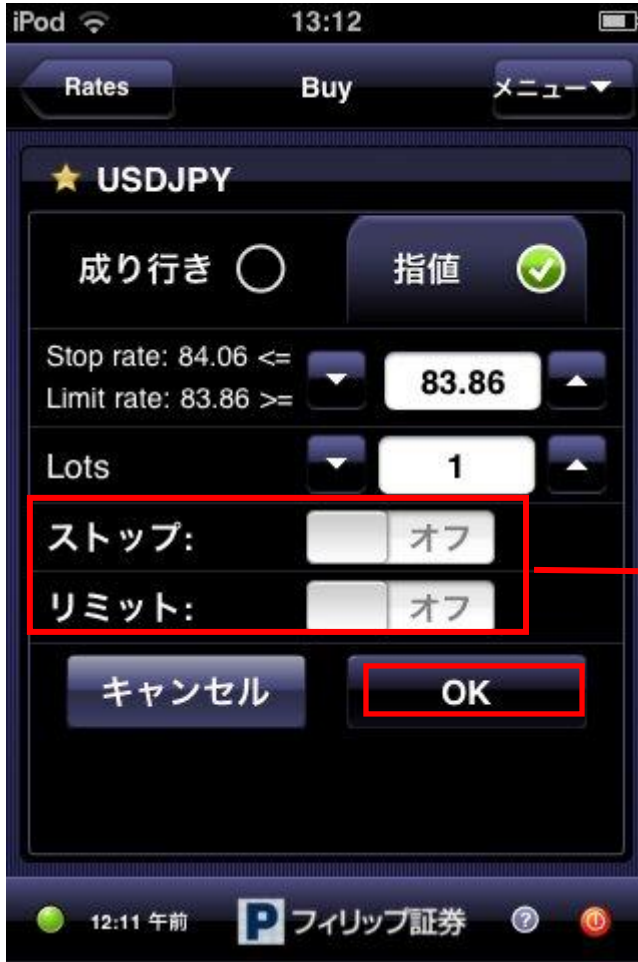 iPod 13:12
Rates Buy メニュー▼
★ USDJPY
成り行き 指値
Stop rate: 84.06 <=
Limit rate: 83.86 >=
83.86
Lots 1
ストップ: オフ
リミット: オフ
キャンセル OK
12:11 午前 P フィリップ証券 ?